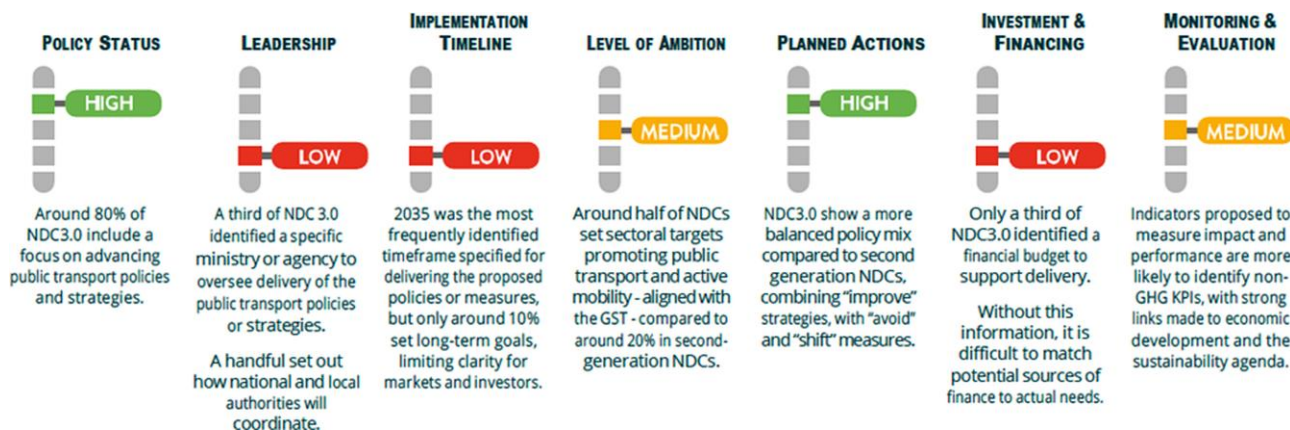 POLICY STATUS
HIGH
Around 80% of
NDC3.0 include a
focus on advancing
public transport policies
and strategies.
LEADERSHIP
LOW
A third of NDC 3.0
identified a specific
ministry or agency to
oversee delivery of the
public transport policies
or strategies.
A handful set out
how national and local
authorities will
coordinate.
IMPLEMENTATION
TIMELINE
LOW
2035 was the most
frequently identified
timeframe specified for
delivering the proposed
policies or measures,
but only around 10%
set long-term goals,
limiting clarity for
markets and investors.
LEVEL OF AMBITION
MEDIUM
Around half of NDCs
set sectoral targets
promoting public
transport and active
mobility - aligned with
the GST - compared to
around 20% in second-
generation NDCs.
PLANNED ACTIONS
HIGH
NDC3.0 show a more
balanced policy mix
compared to second
generation NDCs,
combining “improve”
strategies, with “avoid”
and “shift” measures.
INVESTMENT &
FINANCING
LOW
Only a third of
NDC3.0 identified a
financial budget to
support delivery.
Without this
information, it is
difficult to match
potential sources of
finance to actual needs.
MONITORING &
EVALUATION
MEDIUM
Indicators proposed to
measure impact and
performance are more
likely to identify non-
GHG KPIs, with strong
links made to economic
development and the
sustainability agenda.